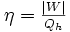 η = |W| / Q_h